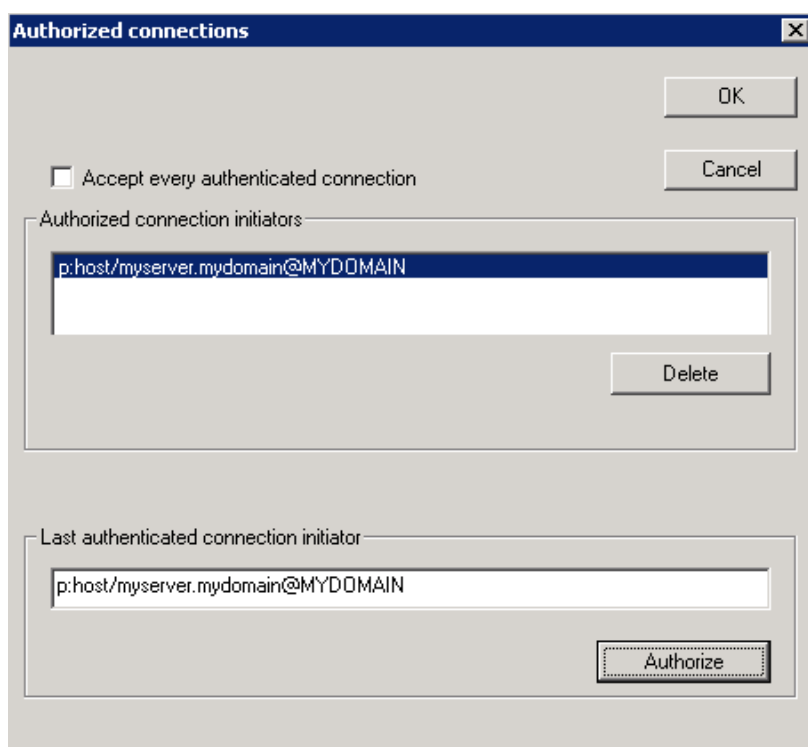 Authorized connections
OK
Accept every authenticated connection
Cancel
Authorized connection initiators
p:host/myserver.mydomain@MYDOMAIN
Delete
Last authenticated connection initiator
p:host/myserver.mydomain@MYDOMAIN
Authorize